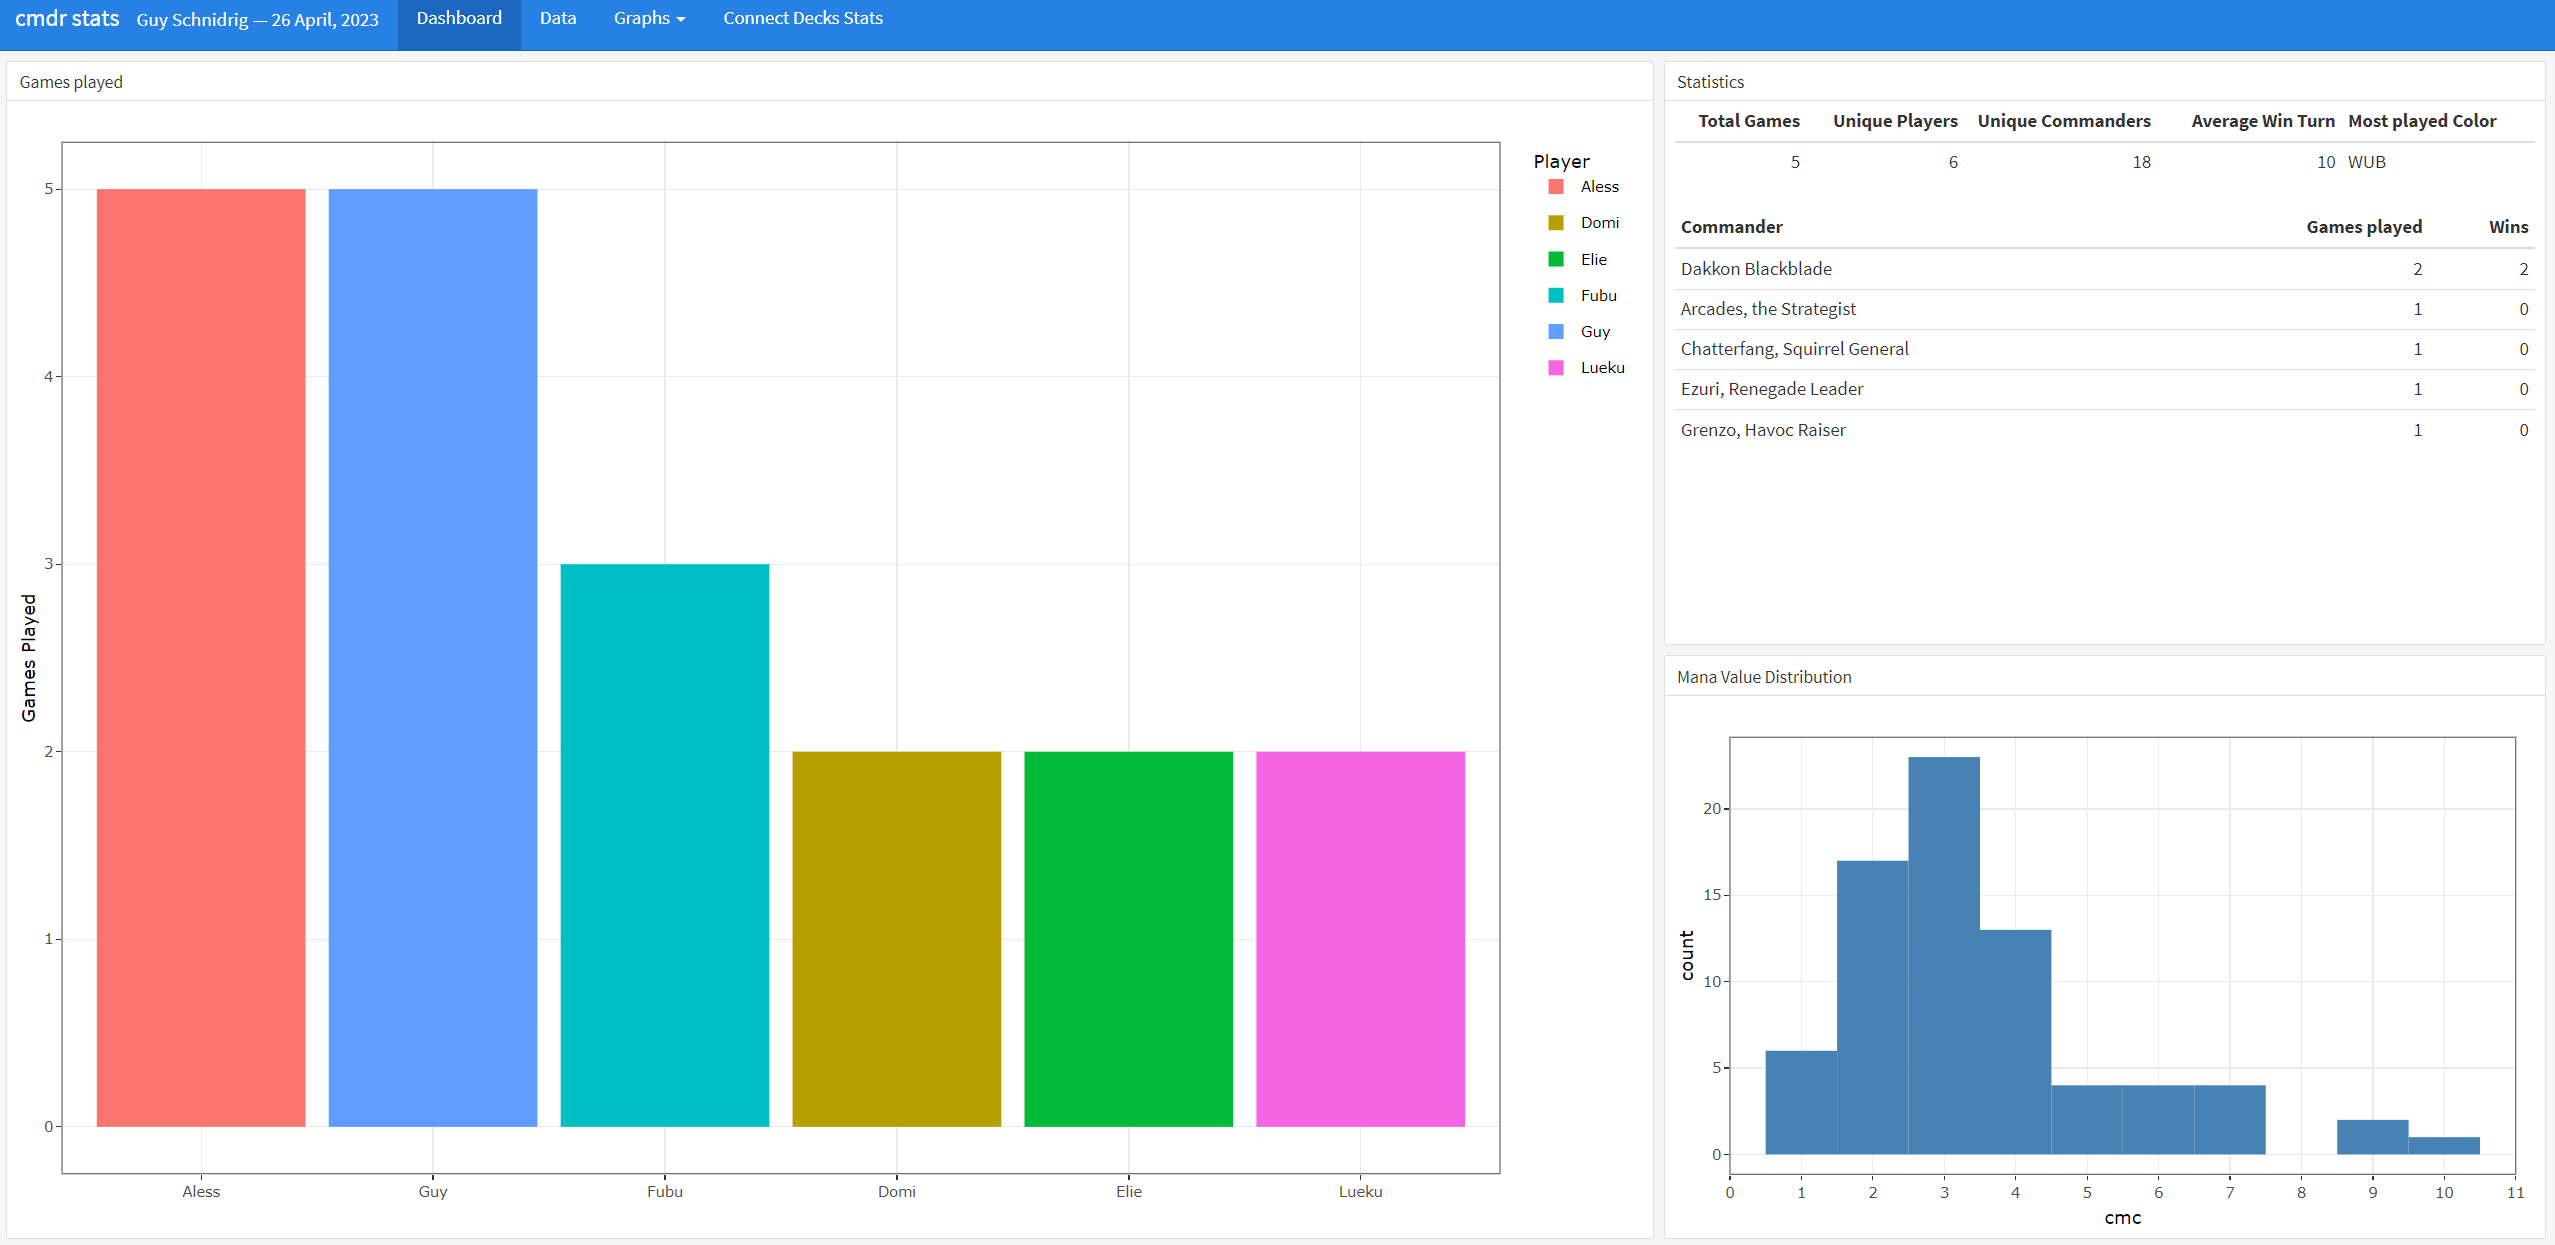 cmdr stats Guy Schnidrig — 26 April, 2023 Dashboard Data Graphs Connect Decks Stats
Games played
5
4
3
2
1
0
Games Played
Aless Guy Fubu Domi Elie Lueku
Player
Aless
Domi
Elie
Fubu
Guy
Lueku
Statistics
Total Games Unique Players Unique Commanders Average Win Turn Most played Color
5 6 18 10 WUB
Commander Games played Wins
Dakkon Blackblade 2 2
Arcades, the Strategist 1 0
Chatterfang, Squirrel General 1 0
Ezuri, Renegade Leader 1 0
Grenzo, Havoc Raiser 1 0
Mana Value Distribution
20
15
10
5
0
count
0 1 2 3 4 5 6 7 8 9 10 11
cmc